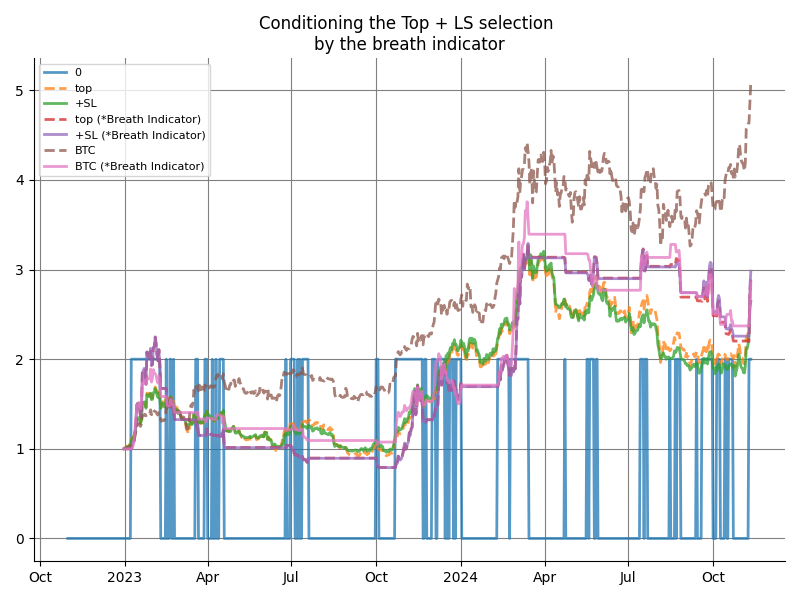 Conditioning the Top + LS selection
by the breath indicator
0
top
+SL
top (*Breath Indicator)
+SL (*Breath Indicator)
BTC
BTC (*Breath Indicator)
5
4
3
2
1
0
Oct 2023 Apr Jul Oct 2024 Apr Jul Oct